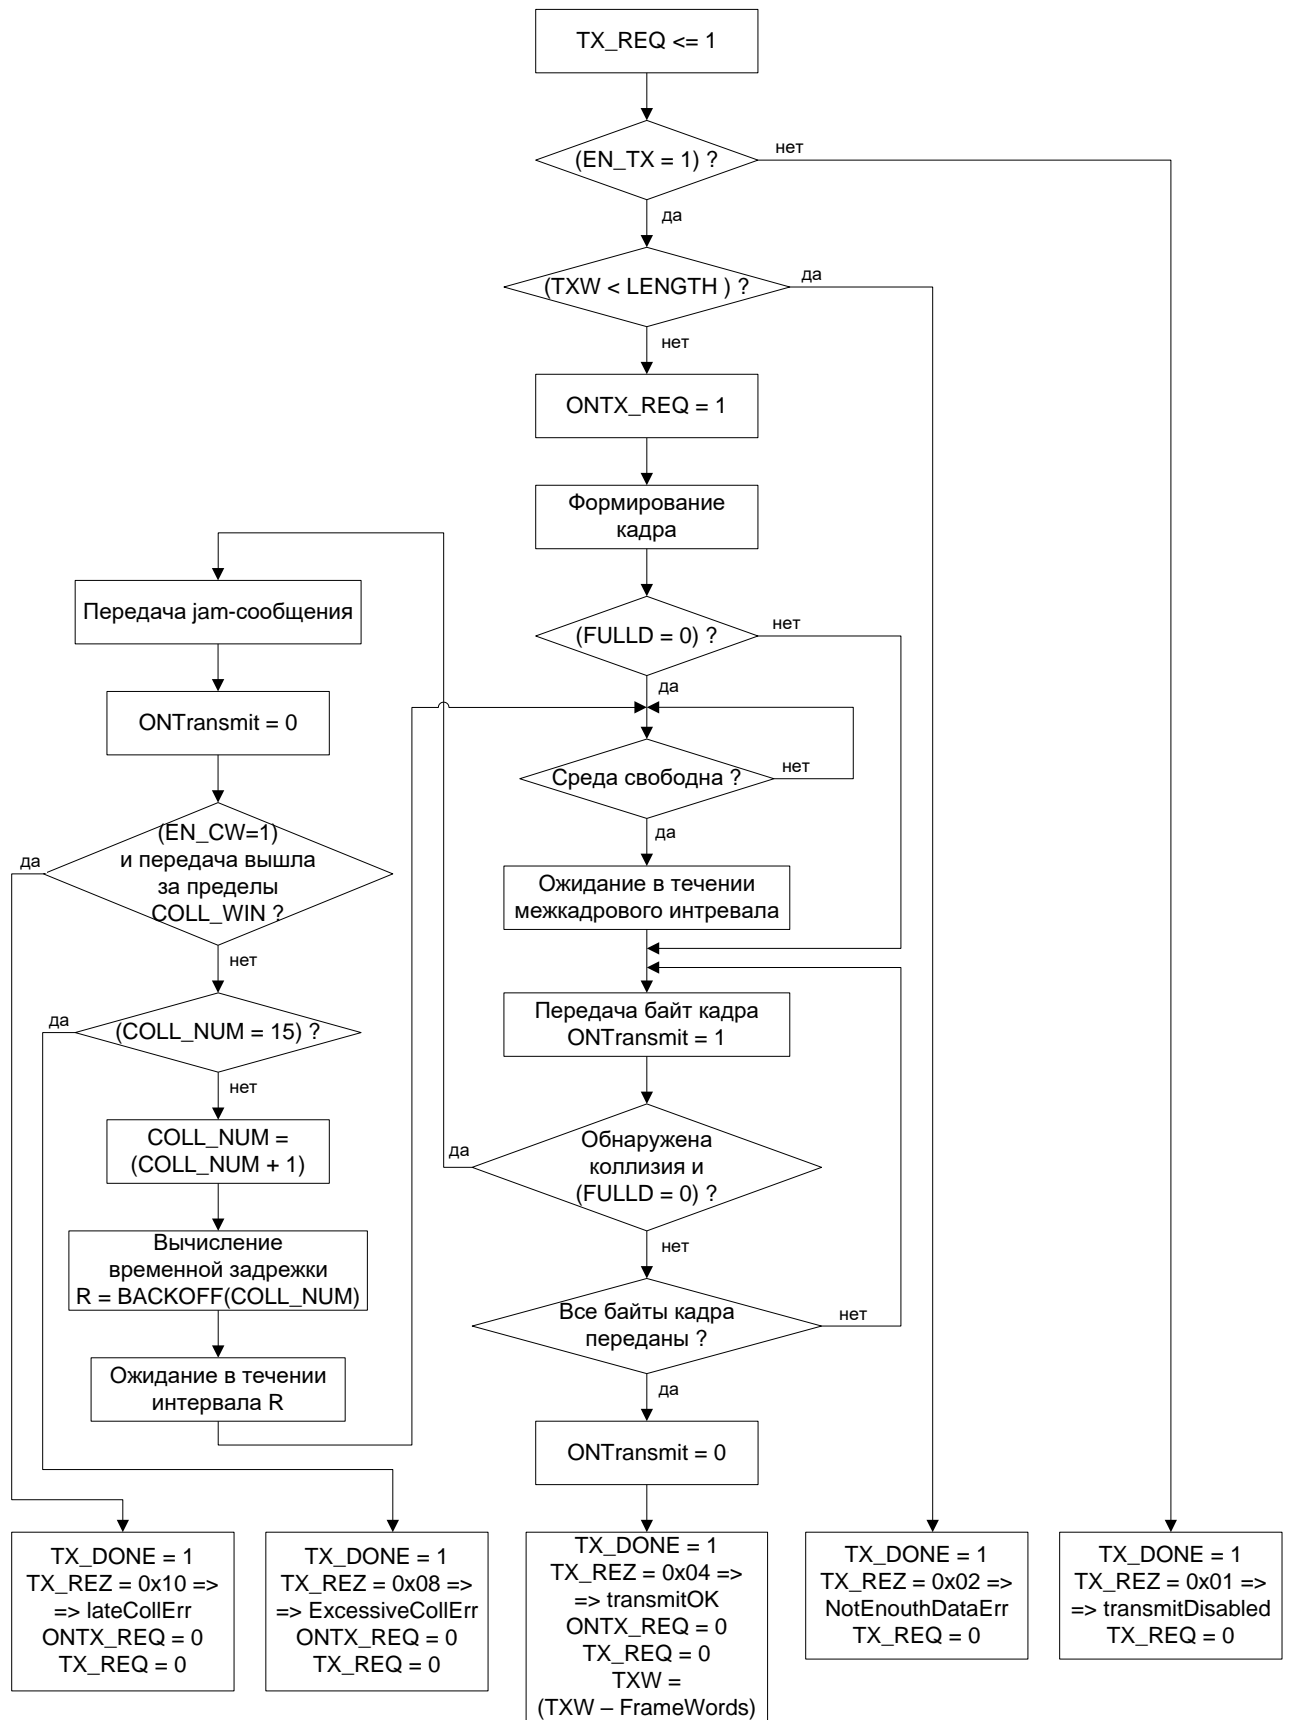 TX_REQ <= 1
(EN_TX = 1) ?
нет
да
(TXW < LENGTH ) ?
да
нет
ONTX_REQ = 1
Формирование
кадра
(FULLD = 0) ?
нет
да
Среда свободна ?
нет
да
Ожидание в течении
межкадрового интревала
Передача байт кадра
ONTransmit = 1
Обнаружена
коллизия и
(FULLD = 0) ?
да
нет
Все байты кадра
переданы ?
нет
да
ONTransmit = 0
Передача jam-сообщения
ONTransmit = 0
(EN_CW=1)
и передача вышла
за пределы
COLL_WIN ?
да
нет
(COLL_NUM = 15) ?
да
нет
COLL_NUM =
(COLL_NUM + 1)
Вычисление
временной задрежки
R = BACKOFF(COLL_NUM)
Ожидание в течении
интервала R
TX_DONE = 1
TX_REZ = 0x10 =>
=> lateCollErr
ONTX_REQ = 0
TX_REQ = 0
TX_DONE = 1
TX_REZ = 0x08 =>
=> ExcessiveCollErr
ONTX_REQ = 0
TX_REQ = 0
TX_DONE = 1
TX_REZ = 0x04 =>
=> transmitOK
ONTX_REQ = 0
TX_REQ = 0
TXW =
(TXW – FrameWords)
TX_DONE = 1
TX_REZ = 0x02 =>
NotEnouthDataErr
TX_REQ = 0
TX_DONE = 1
TX_REZ = 0x01 =>
=> transmitDisabled
TX_REQ = 0